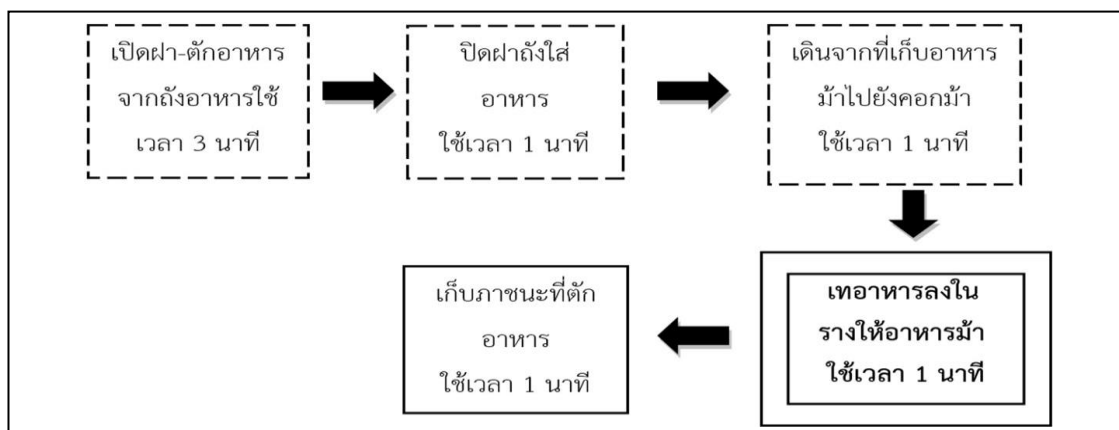 เปิดฝา-ตักอาหาร
จากถังอาหารใช้
เวลา 3 นาที
ปิดฝาถังใส่
อาหาร
ใช้เวลา 1 นาที
เดินจากที่เก็บอาหาร
ม้าไปยังคอกม้า
ใช้เวลา 1 นาที
เทอาหารลงใน
รางให้อาหารม้า
ใช้เวลา 1 นาที
เก็บภาชนะที่ตัก
อาหาร
ใช้เวลา 1 นาที